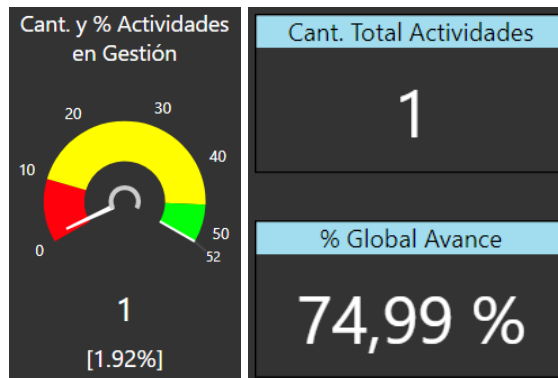 Cant. y % Actividades
en Gestión
0
10
20
30
40
50
52
1
[1.92%]
Cant. Total Actividades
1
% Global Avance
74,99 %